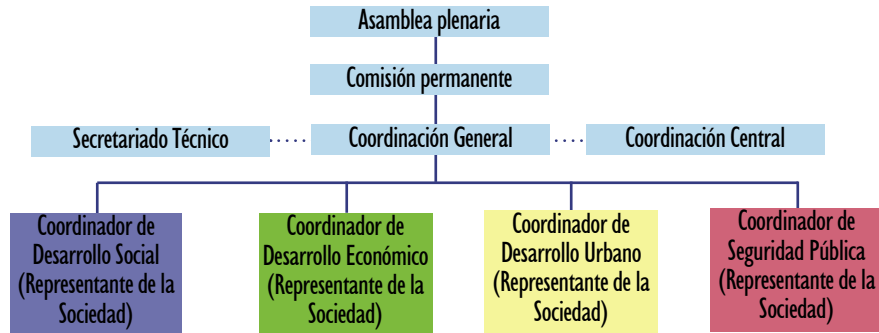 Asamblea plenaria
Comisión permanente
Secretariado Técnico
Coordinación General
Coordinación Central
Coordinador de
Desarrollo Social
(Representante de la
Sociedad)
Coordinador de
Desarrollo Económico
(Representante de la
Sociedad)
Coordinador de
Desarrollo Urbano
(Representante de la
Sociedad)
Coordinador de
Seguridad Pública
(Representante de la
Sociedad)